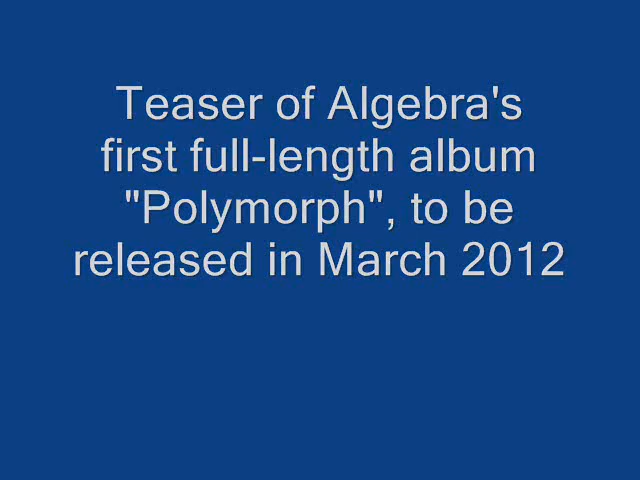 Teaser of Algebra's
first full-length album
"Polymorph", to be
released in March 2012